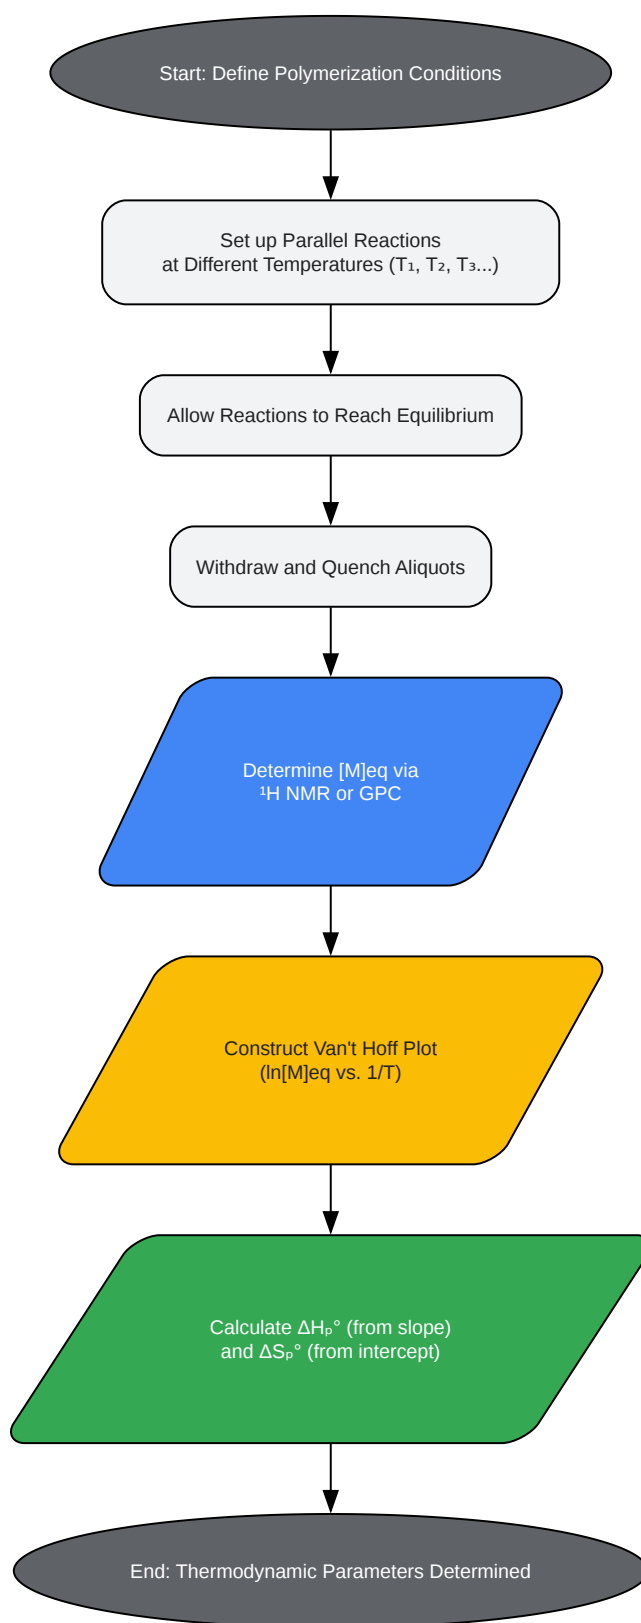 Start: Define Polymerization Conditions
Set up Parallel Reactions
at Different Temperatures (T₁, T₂, T₃...)
Allow Reactions to Reach Equilibrium
Withdraw and Quench Aliquots
Determine [M]eq via
¹H NMR or GPC
Construct Van't Hoff Plot
(ln[M]eq vs. 1/T)
Calculate ΔHₚ° (from slope)
and ΔSₚ° (from intercept)
End: Thermodynamic Parameters Determined